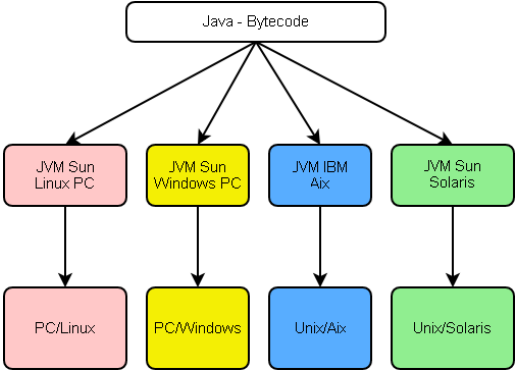 Java - Bytecode
JVM Sun
Linux PC
JVM Sun
Windows PC
JVM IBM
Aix
JVM Sun
Solaris
PC/Linux
PC/Windows
Unix/Aix
Unix/Solaris